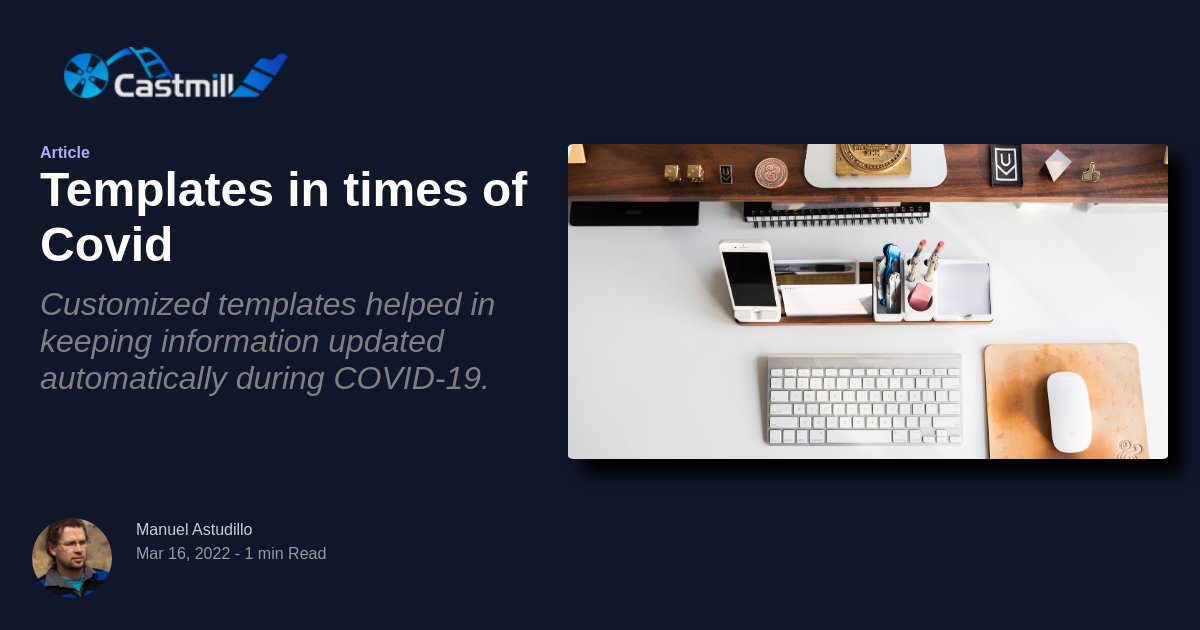 Castmill
Article
Templates in times of
Covid
Customized templates helped in
keeping information updated
automatically during COVID-19.
Manuel Astudillo
Mar 16, 2022 - 1 min Read
U
&